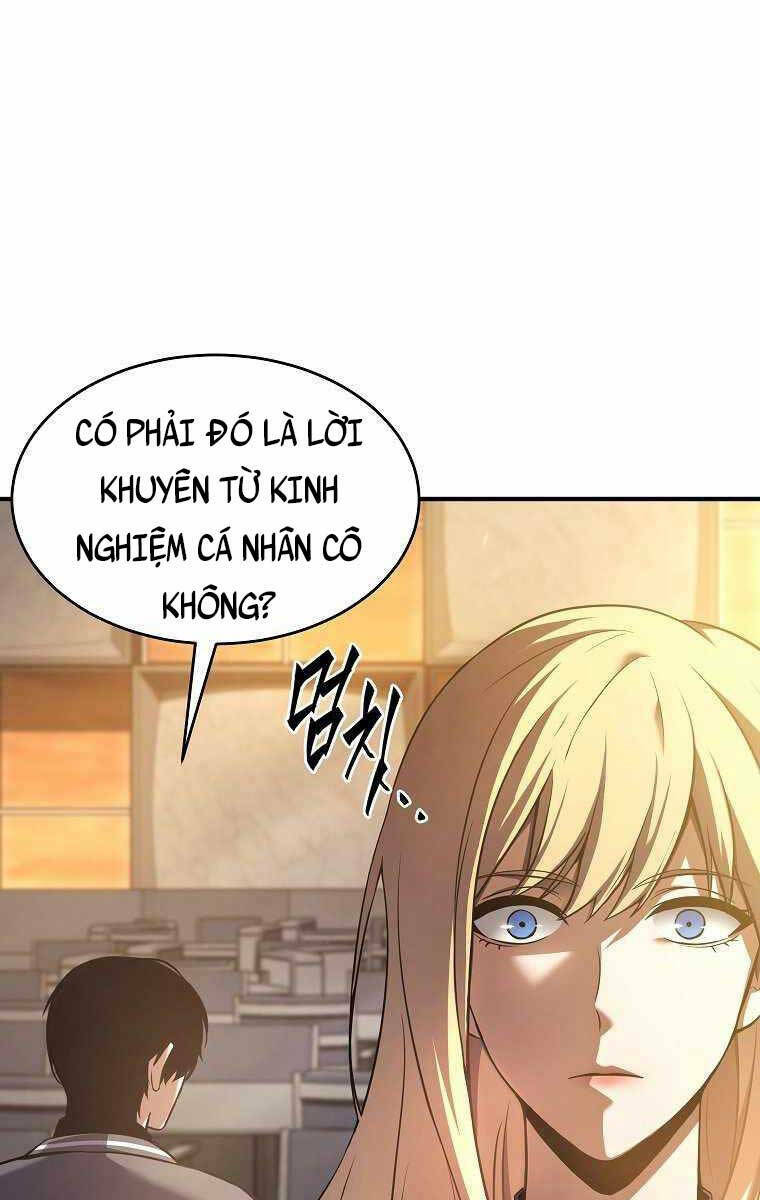 CÓ PHẢI ĐÓ LÀ LỜI
KHUYÊN TỪ KINH
NGHIỆM CÁ NHÂN CÔ
KHÔNG?
멈칫..